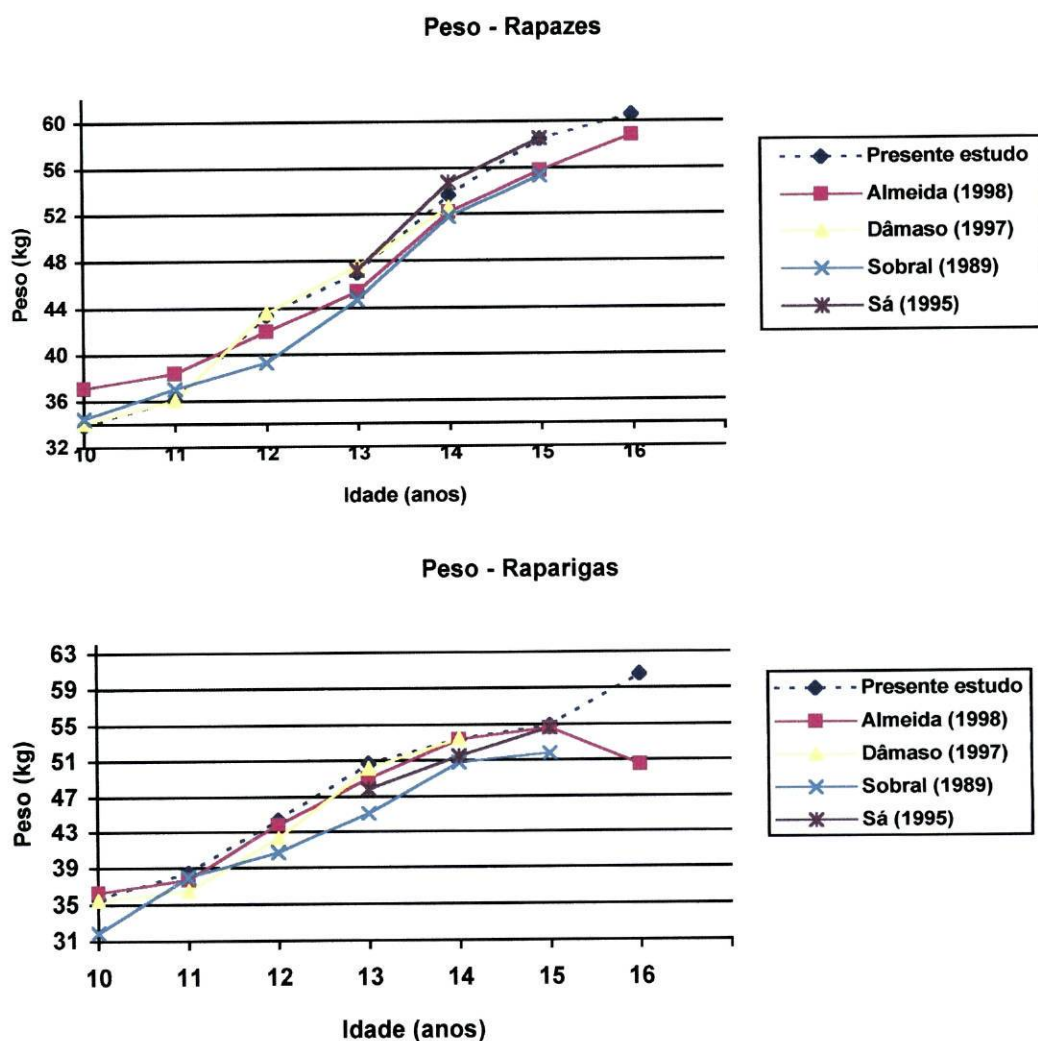 Peso - Rapazes
60
56
52
48
44
40
36
32
Peso (kg)
10 11 12 13 14 15 16
Idade (anos)
Presente estudo
Almeida (1998)
Dâmaso (1997)
Sobral (1989)
Sá (1995)
Peso - Raparigas
63
59
55
51
47
43
39
35
31
Peso (kg)
10 11 12 13 14 15 16
Idade (anos)
Presente estudo
Almeida (1998)
Dâmaso (1997)
Sobral (1989)
Sá (1995)